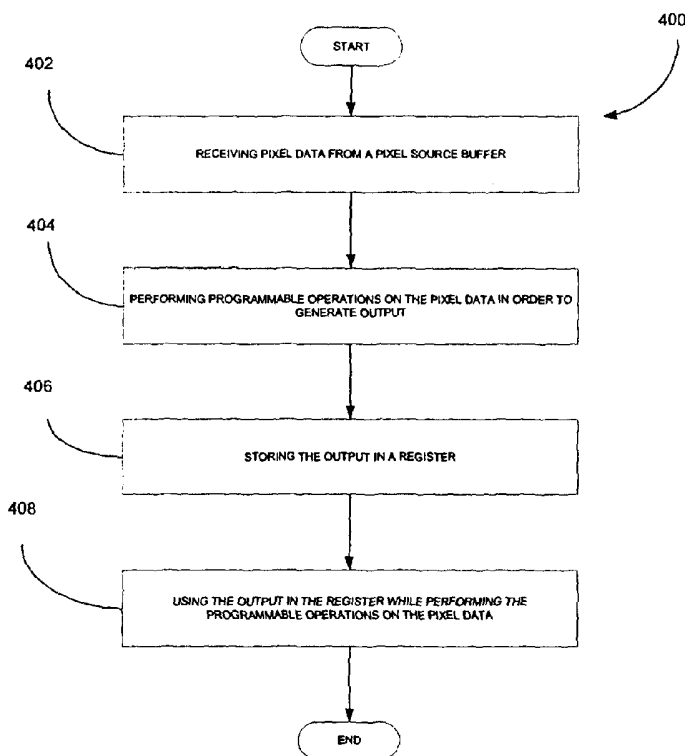 START
400
402
RECEIVING PIXEL DATA FROM A PIXEL SOURCE BUFFER
404
PERFORMING PROGRAMMABLE OPERATIONS ON THE PIXEL DATA IN ORDER TO
GENERATE OUTPUT
406
STORING THE OUTPUT IN A REGISTER
408
USING THE OUTPUT IN THE REGISTER WHILE PERFORMING THE
PROGRAMMABLE OPERATIONS ON THE PIXEL DATA
END